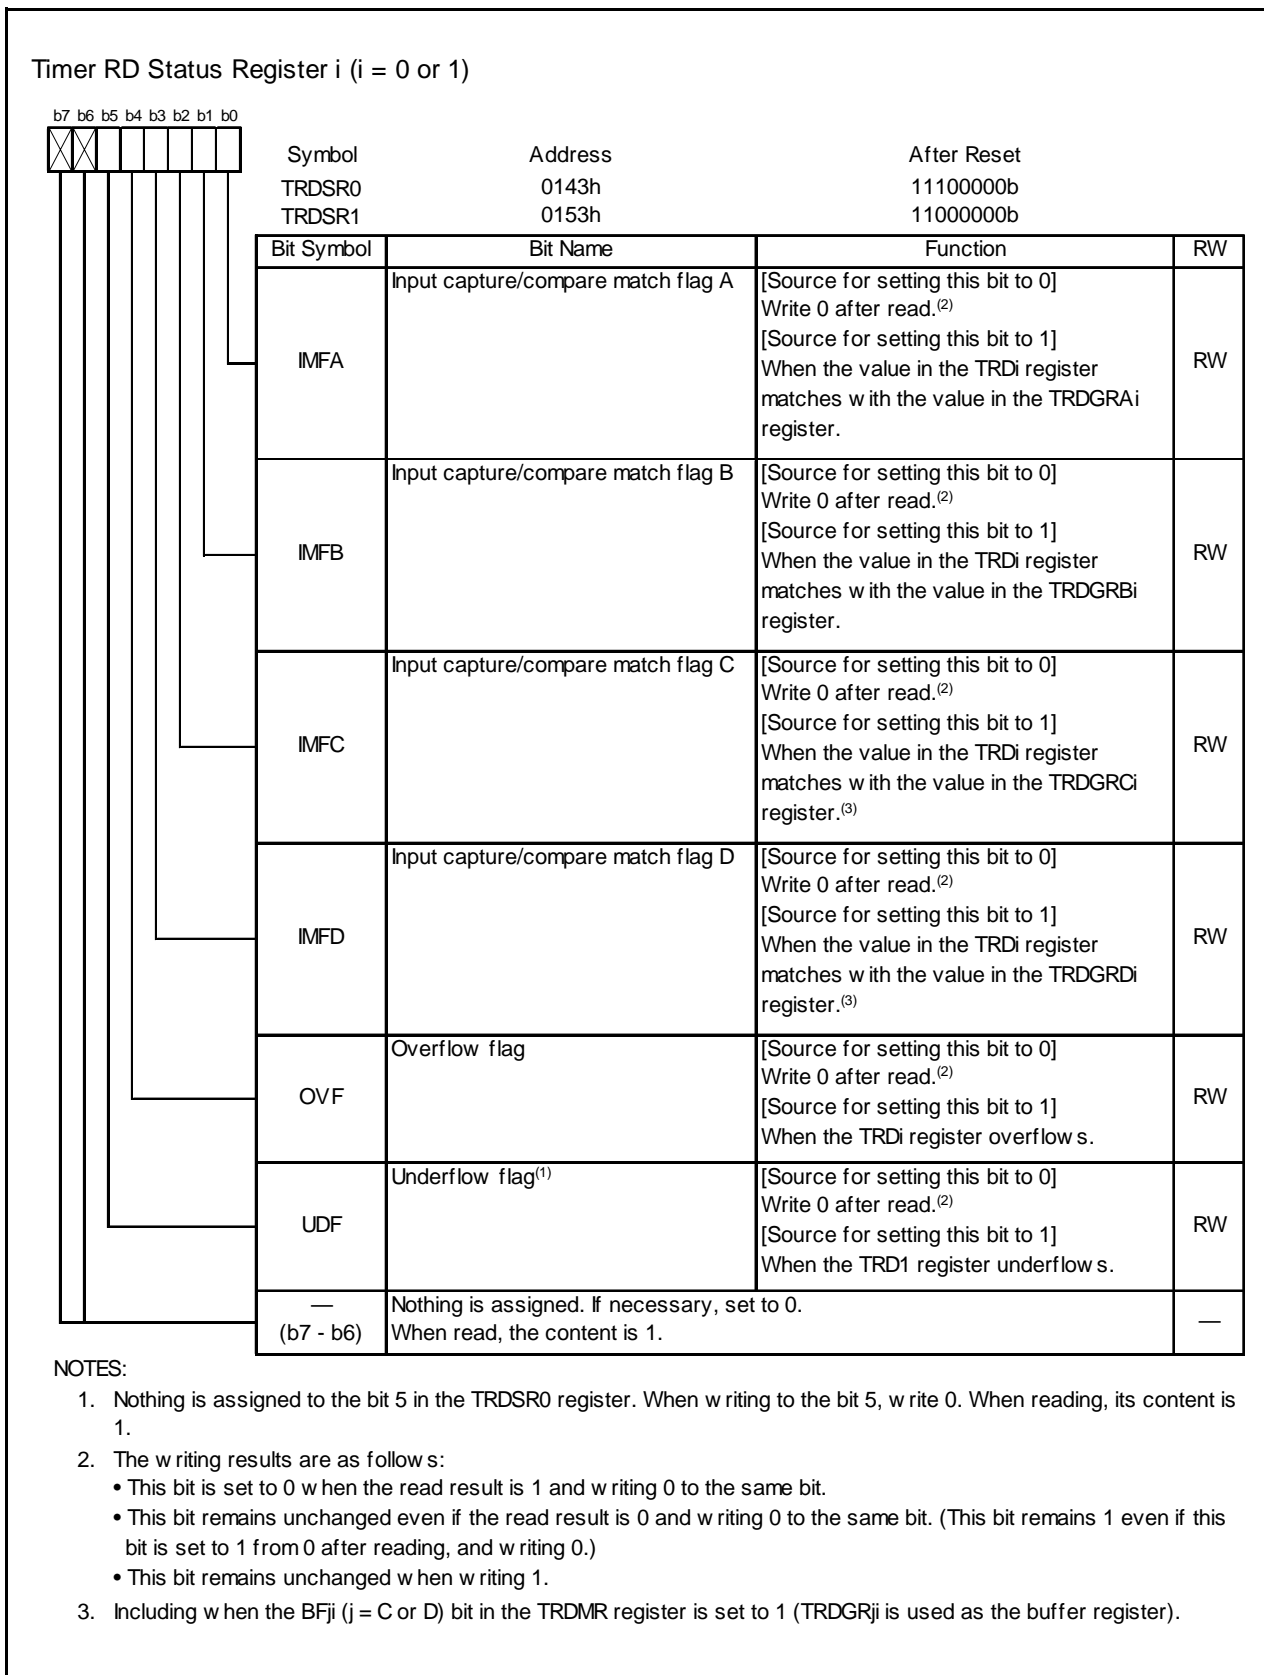 Timer RD Status Register i (i = 0 or 1)
b7 b6 b5 b4 b3 b2 b1 b0
Symbol Address After Reset
TRDSR0 0143h 11100000b
TRDSR1 0153h 11000000b
Bit Symbol Bit Name Function RW
IMFA Input capture/compare match flag A [Source for setting this bit to 0]
Write 0 after read.(2)
[Source for setting this bit to 1]
When the value in the TRDi register
matches with the value in the TRDGRAi
register.
RW
IMFB Input capture/compare match flag B [Source for setting this bit to 0]
Write 0 after read.(2)
[Source for setting this bit to 1]
When the value in the TRDi register
matches with the value in the TRDGRBi
register.
RW
IMFC Input capture/compare match flag C [Source for setting this bit to 0]
Write 0 after read.(2)
[Source for setting this bit to 1]
When the value in the TRDi register
matches with the value in the TRDGRCi
register.(3)
RW
IMFD Input capture/compare match flag D [Source for setting this bit to 0]
Write 0 after read.(2)
[Source for setting this bit to 1]
When the value in the TRDi register
matches with the value in the TRDGRDi
register.(3)
RW
OVF Overflow flag [Source for setting this bit to 0]
Write 0 after read.(2)
[Source for setting this bit to 1]
When the TRDi register overflows.
RW
UDF Underflow flag(1) [Source for setting this bit to 0]
Write 0 after read.(2)
[Source for setting this bit to 1]
When the TRD1 register underflows.
RW
— Nothing is assigned. If necessary, set to 0.
(b7 - b6) When read, the content is 1. —
NOTES:
1. Nothing is assigned to the bit 5 in the TRDSR0 register. When writing to the bit 5, write 0. When reading, its content is
1.
2. The writing results are as follows:
• This bit is set to 0 when the read result is 1 and writing 0 to the same bit.
• This bit remains unchanged even if the read result is 0 and writing 0 to the same bit. (This bit remains 1 even if this
bit is set to 1 from 0 after reading, and writing 0.)
• This bit remains unchanged when writing 1.
3. Including when the BFji (j = C or D) bit in the TRDMR register is set to 1 (TRDGRji is used as the buffer register).